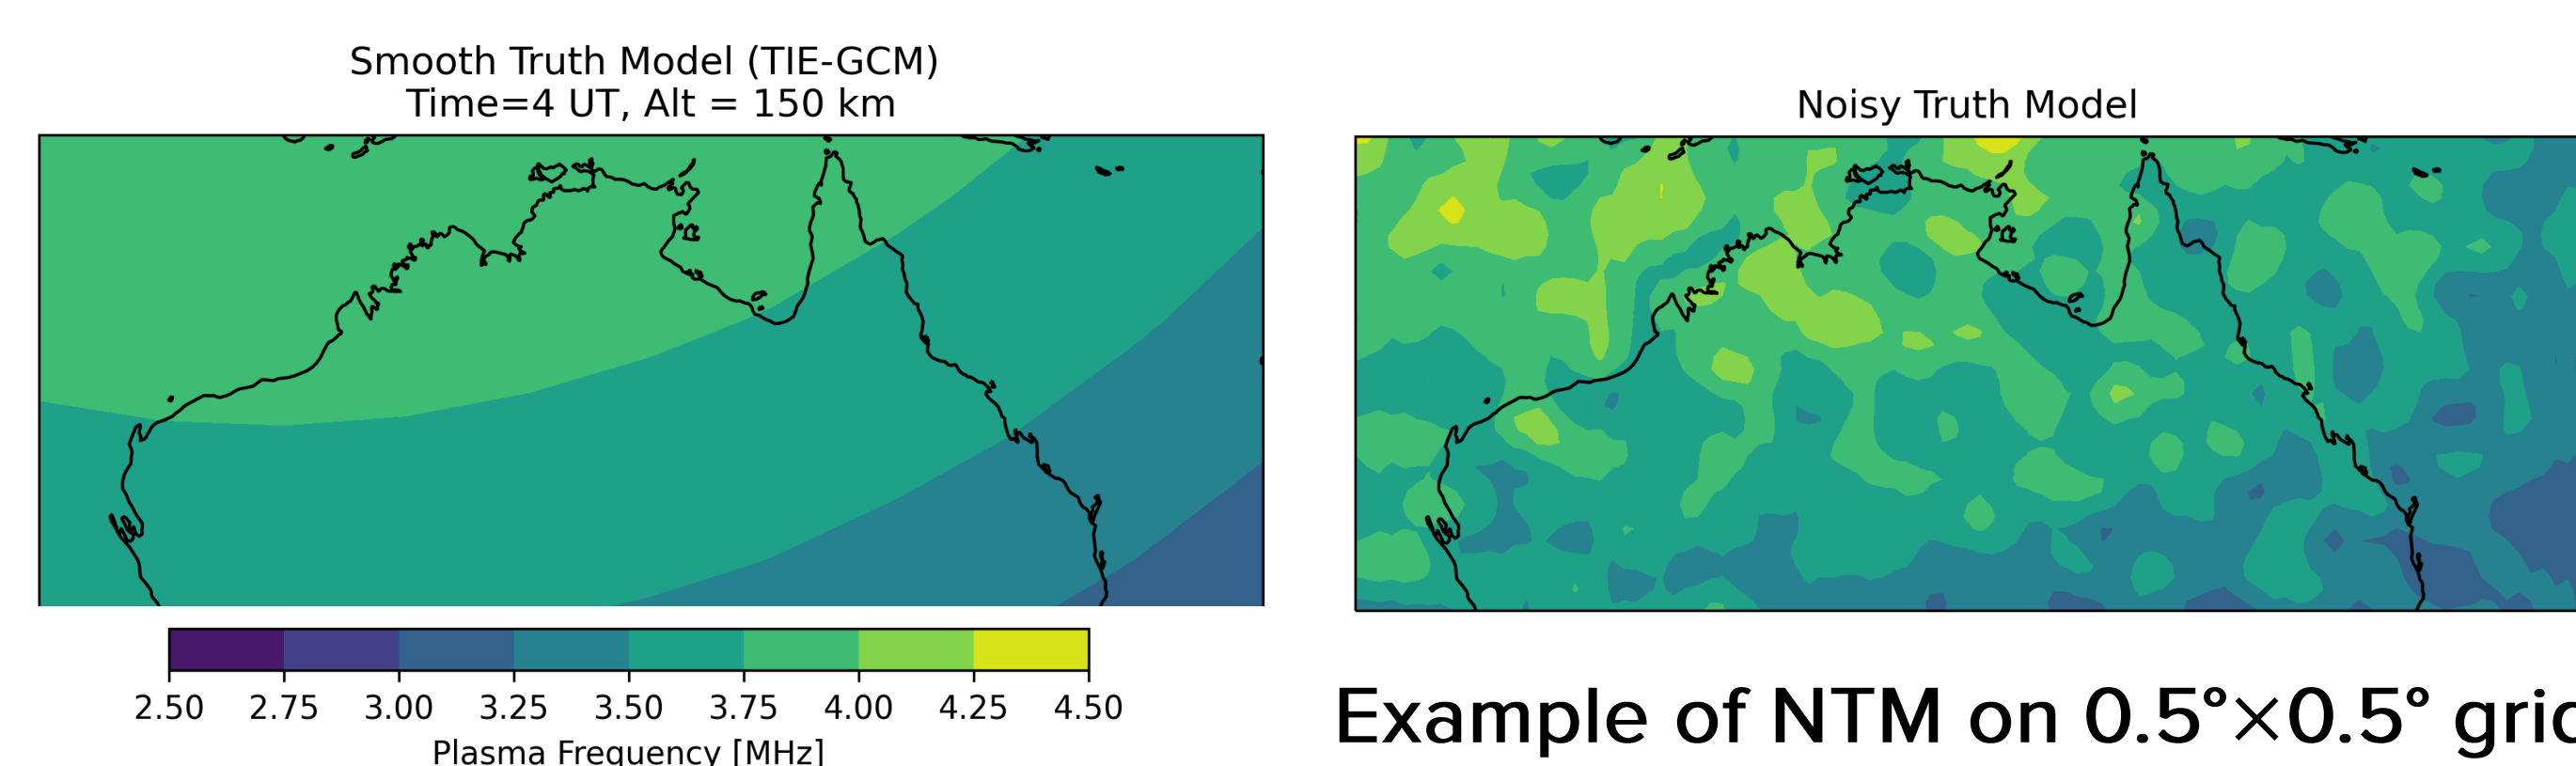 Smooth Truth Model (TIE-GCM)
Time=4 UT, Alt = 150 km
Noisy Truth Model
2.50 2.75 3.00 3.25 3.50 3.75 4.00 4.25 4.50
Plasma Frequency [MHz]
Example of NTM on 0.5°×0.5°